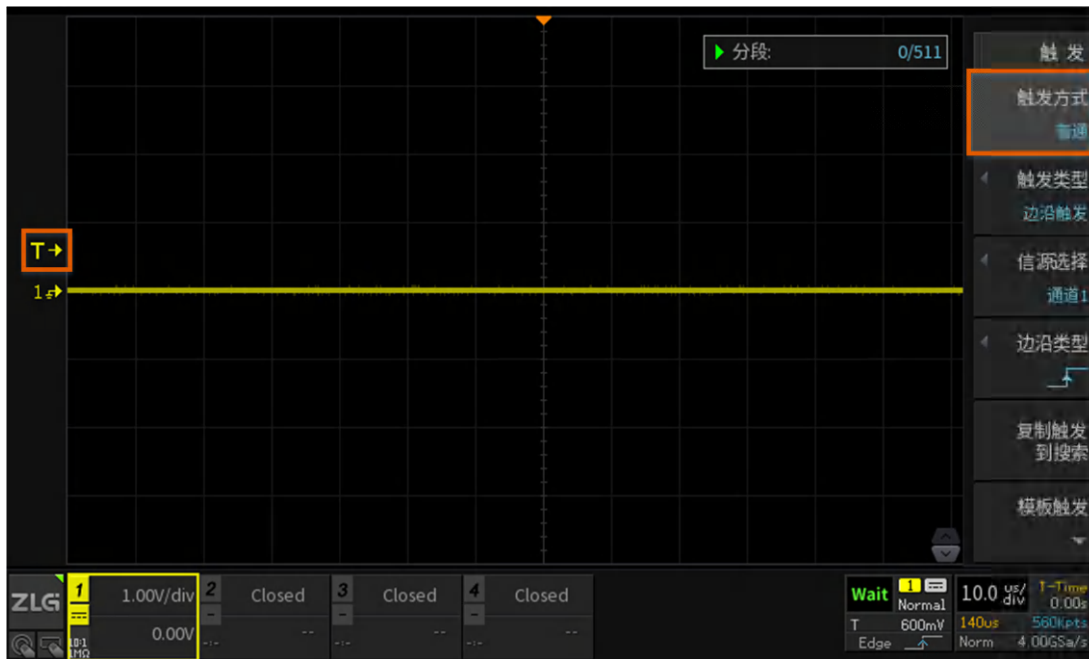 分段: 0/511
触 发
触发方式
普通
触发类型
边沿触发
T
1
信源选择
通道1
边沿类型
复制触发
到搜索
模板触发
ZLG
1 1.00V/div
0.00V
10:1
1MΩ
2 Closed
-- 
-:-
3 Closed
--
-:-
4 Closed
--
-:-
Wait 1 Normal
T 600mV
Edge
10.0 us/div T-Time
0.00s
140us 560Kpts
Norm 4.00GSa/s